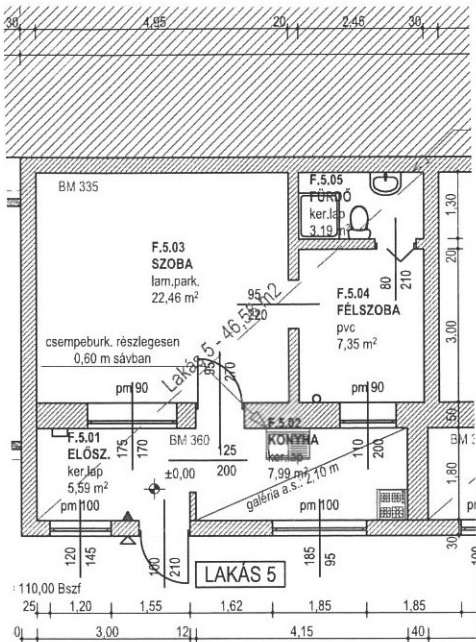 30 4,95 20 2,45 30
BM 335
F.5.05
FÜRDŐ
ker.lap
3,19 m²
1,30
20
F.5.03
SZOBA
lam.park.
22,46 m²
80
210
95
220
F.5.04
FÉLSZOBA
pvc
7,35 m²
3,00
Lakás 5 - 46,58 m2
csempeburk. részlegesen
0,60 m sávban
95
270
pm 90
pm 90
50
F.5.01
ELŐSZ.
ker.lap
5,59 m²
175
170
BM 360
125
200
±0,00
F.5.02
KONYHA
ker.lap
7,99 m²
110
200
galéria a.s.: 2,10 m
1,80
pm 100
pm 100
30
120
145
210
185
95
LAKÁS 5
110,00 Bszf
25 1,20 1,55 1,62 1,85 1,85
3,00 12 4,15 40